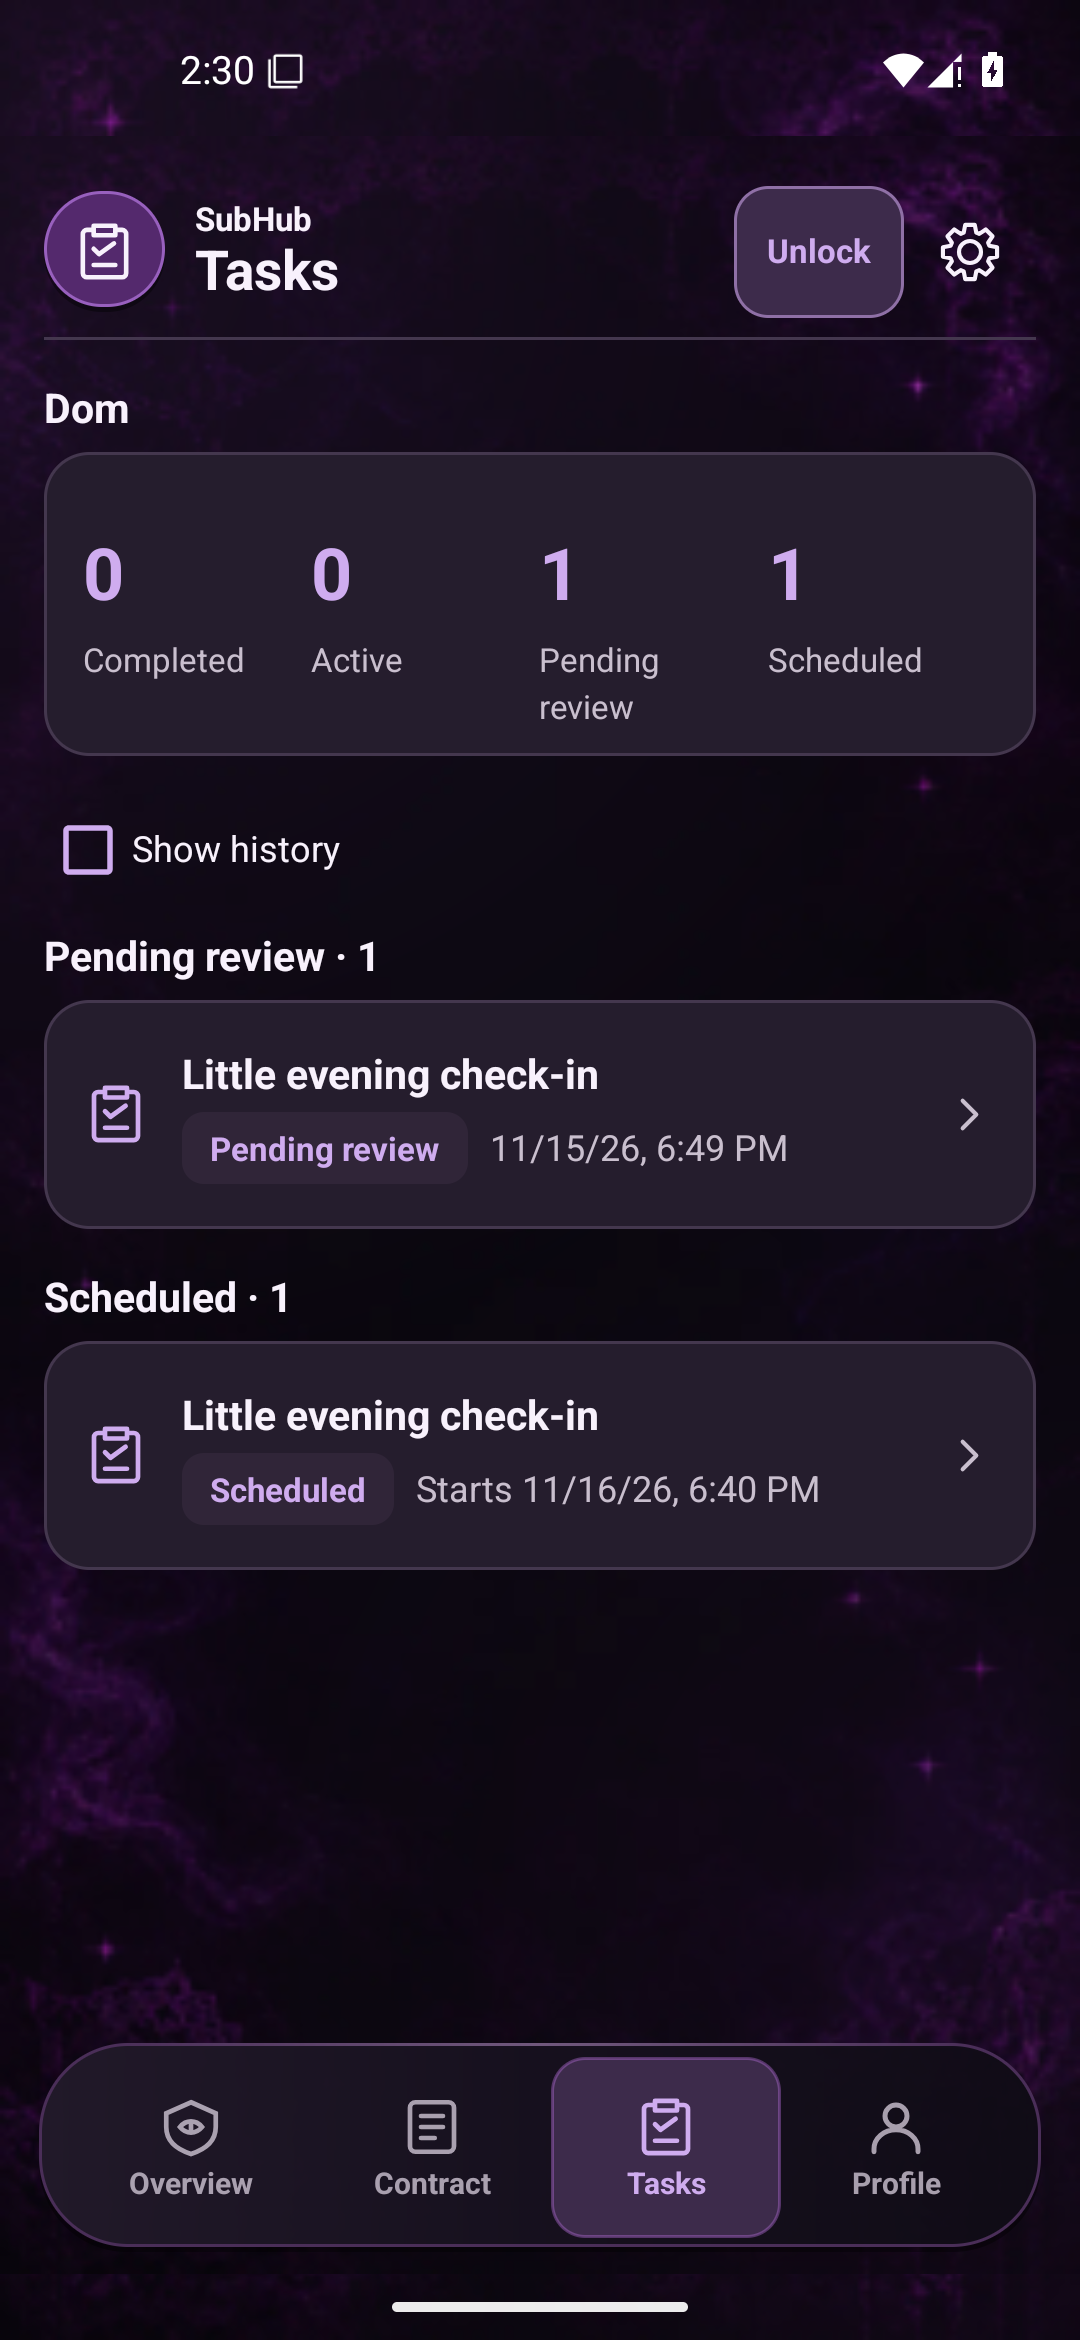 2:30
SubHub
Tasks
Unlock
Dom
0
Completed
0
Active
1
Pending
review
1
Scheduled
Show history
Pending review · 1
Little evening check-in
Pending review 11/15/26, 6:49 PM
Scheduled · 1
Little evening check-in
Scheduled Starts 11/16/26, 6:40 PM
Overview
Contract
Tasks
Profile